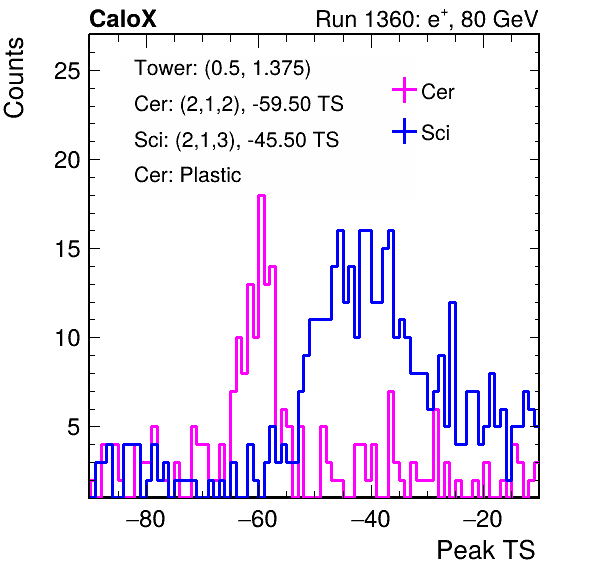 CaloX Run 1360: e⁺, 80 GeV
Counts
25
20
15
10
5
Tower: (0.5, 1.375)
Cer: (2,1,2), -59.50 TS
Sci: (2,1,3), -45.50 TS
Cer: Plastic
Cer
Sci
−80 −60 −40 −20
Peak TS